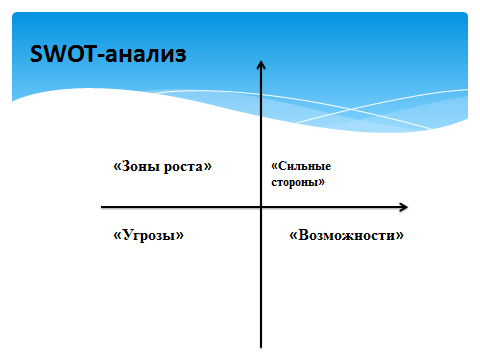 SWOT-анализ
«Зоны роста»
«Сильные
стороны»
«Угрозы»
«Возможности»